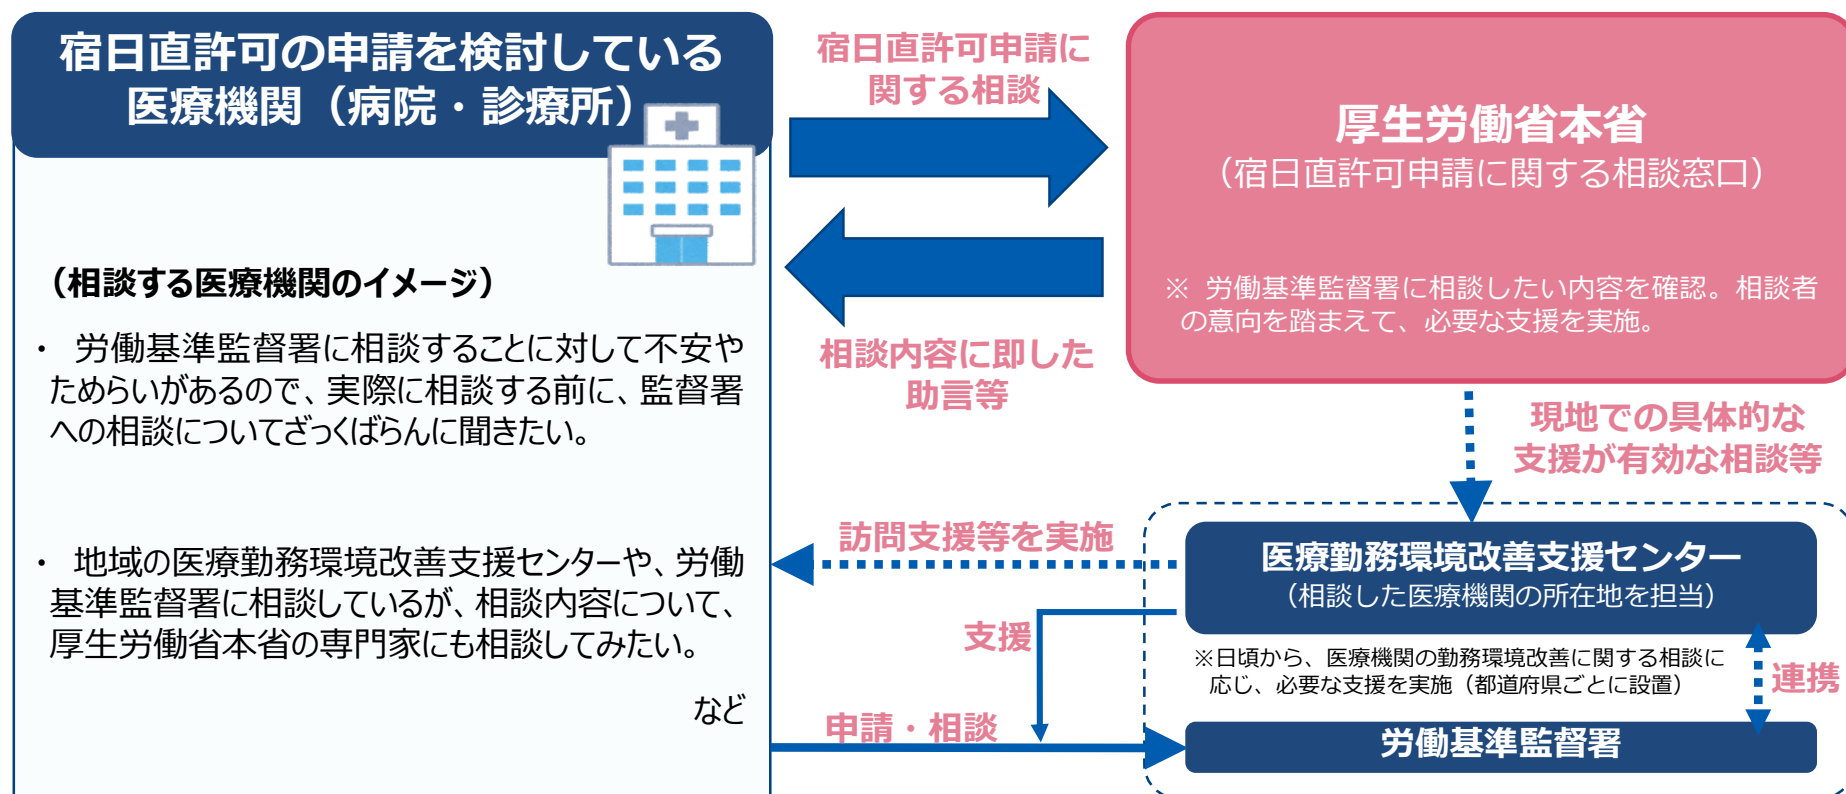 宿日直許可の申請を検討している
医療機関（病院・診療所）
（相談する医療機関のイメージ）
・ 労働基準監督署に相談することに対して不安や
ためらいがあるので、実際に相談する前に、監督署
への相談についてざっくばらんに聞きたい。
・ 地域の医療勤務環境改善支援センターや、労働
基準監督署に相談しているが、相談内容について、
厚生労働省本省の専門家にも相談してみたい。
など
宿日直許可申請に
関する相談
相談内容に即した
助言等
厚生労働省本省
（宿日直許可申請に関する相談窓口）
※ 労働基準監督署に相談したい内容を確認。相談者
の意向を踏まえて、必要な支援を実施。
現地での具体的な
支援が有効な相談等
訪問支援等を実施
医療勤務環境改善支援センター
（相談した医療機関の所在地を担当）
支援
※日頃から、医療機関の勤務環境改善に関する相談に
応じ、必要な支援を実施（都道府県ごとに設置）
連携
申請・相談
労働基準監督署